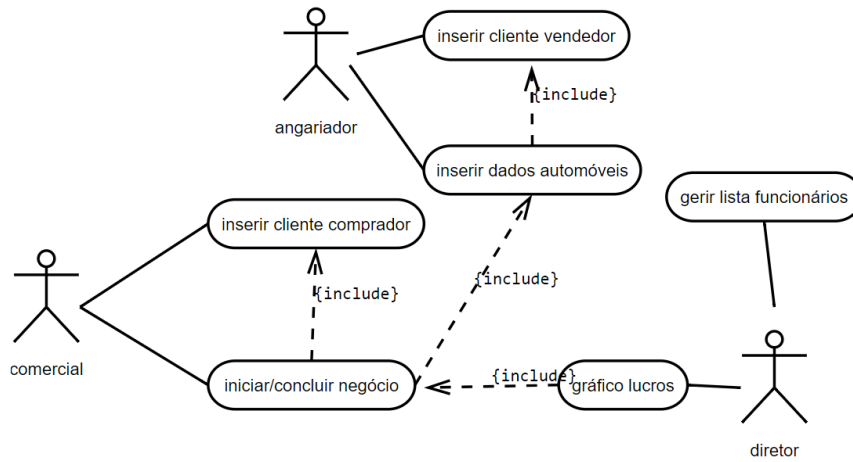 inserir cliente vendedor
{include}
angariador
inserir dados automóveis
gerir lista funcionários
inserir cliente comprador
{include}
{include}
comercial
iniciar/concluir negócio
{include}
gráfico lucros
diretor